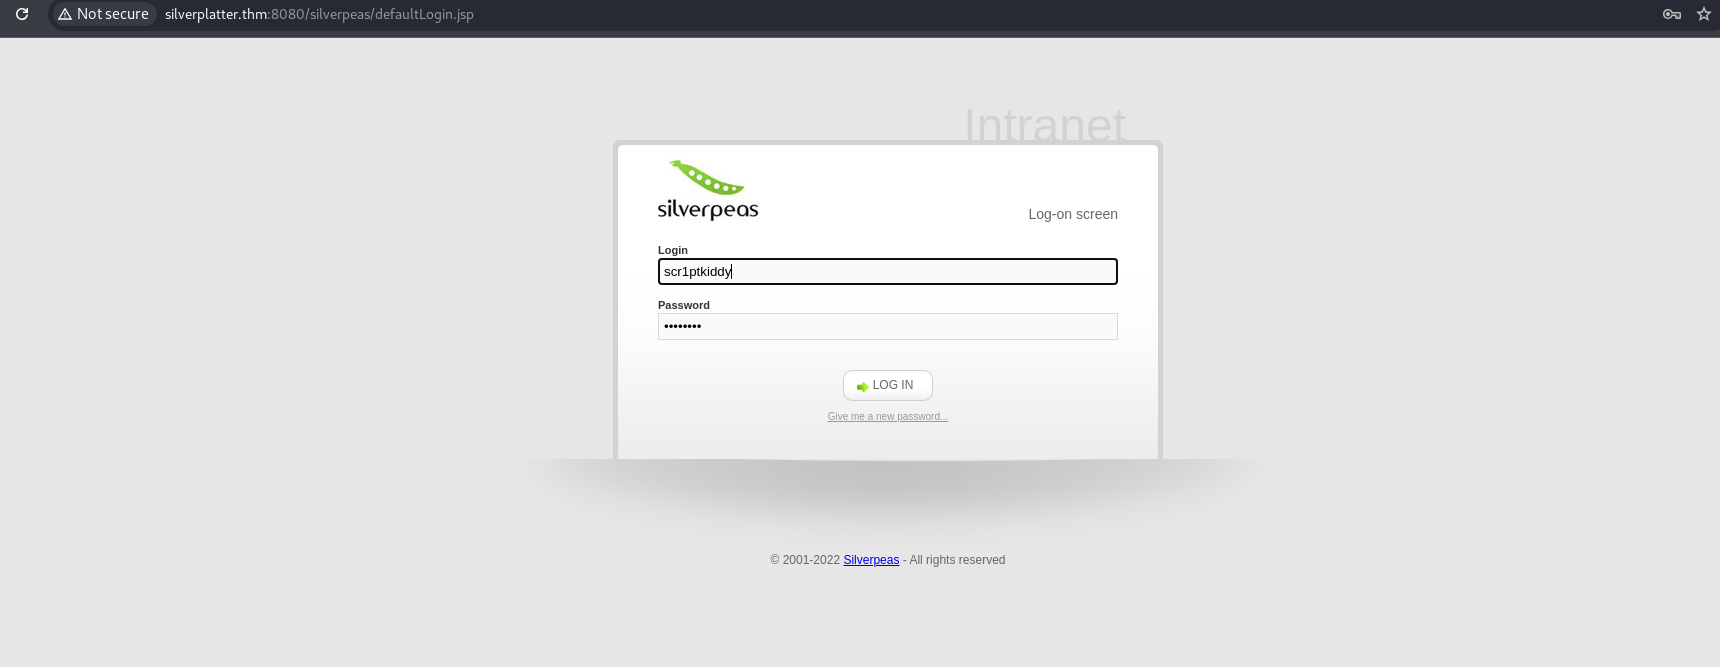 Not secure silverplatter.thm:8080/silverpeas/defaultLogin.jsp
Intranet
silverpeas
Log-on screen
Login
scr1ptkiddy
Password
••••••••
LOG IN
Give me a new password...
© 2001-2022 Silverpeas - All rights reserved